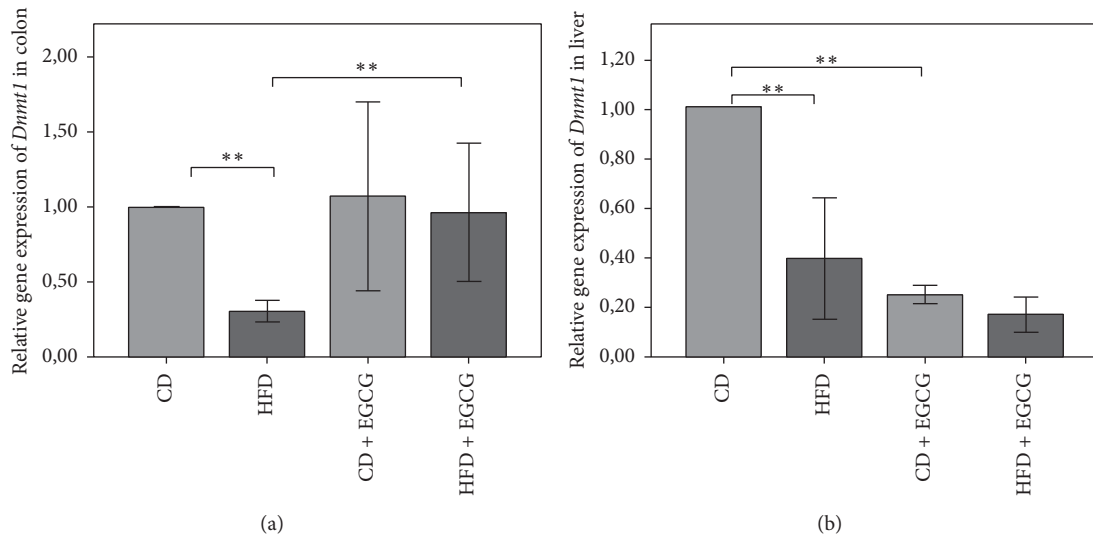 Relative gene expression of Dnmt1 in colon
2,00
1,50
1,00
0,50
0,00
**
**
CD
HFD
CD + EGCG
HFD + EGCG
(a)
Relative gene expression of Dnmt1 in liver
1,20
1,00
0,80
0,60
0,40
0,20
0,00
**
**
CD
HFD
CD + EGCG
HFD + EGCG
(b)